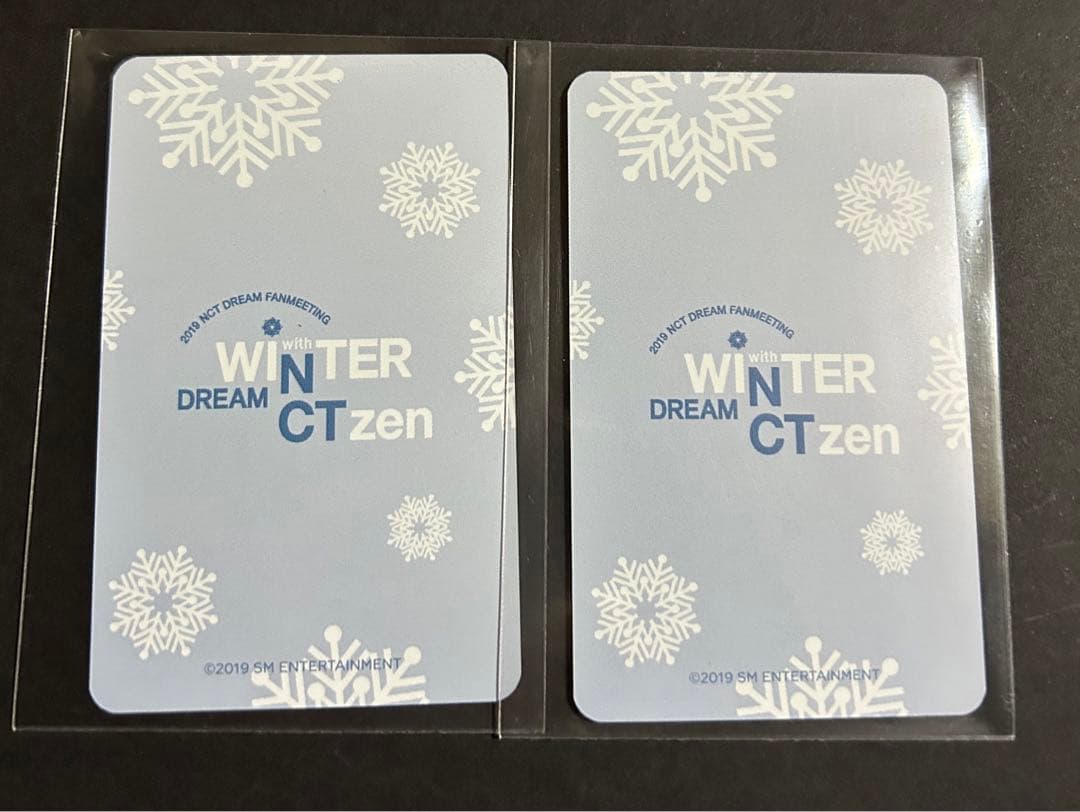 2019 NCT DREAM FANMEETING
with
WINTER
DREAM
NCTzen
©2019 SM ENTERTAINMENT
2019 NCT DREAM FANMEETING
with
WINTER
DREAM
NCTzen
©2019 SM ENTERTAINMENT